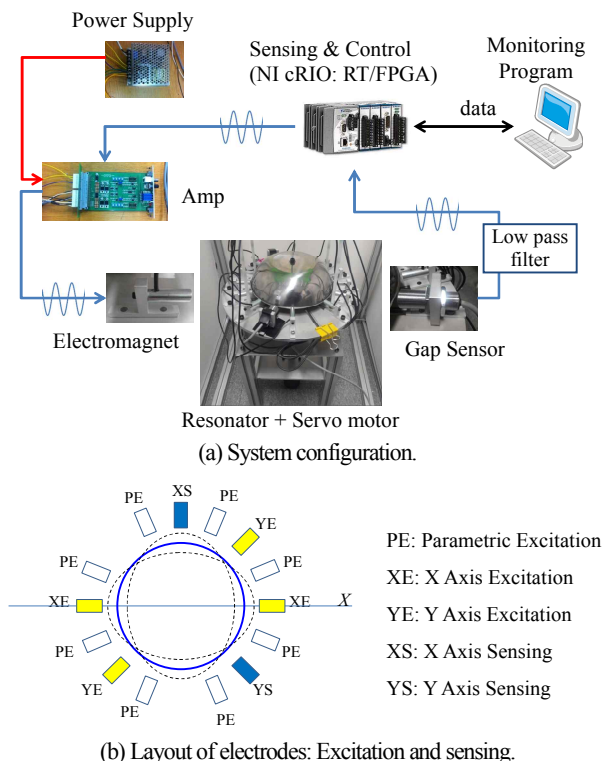 Power Supply
Sensing & Control
(NI cRIO: RT/FPGA)
Monitoring
Program
data
Amp
Low pass
filter
Electromagnet
Gap Sensor
Resonator + Servo motor
(a) System configuration.
XS
PE
PE
YE
PE
PE
XE
XE
X
PE
PE
YE
YS
PE
PE
PE: Parametric Excitation
XE: X Axis Excitation
YE: Y Axis Excitation
XS: X Axis Sensing
YS: Y Axis Sensing
(b) Layout of electrodes: Excitation and sensing.